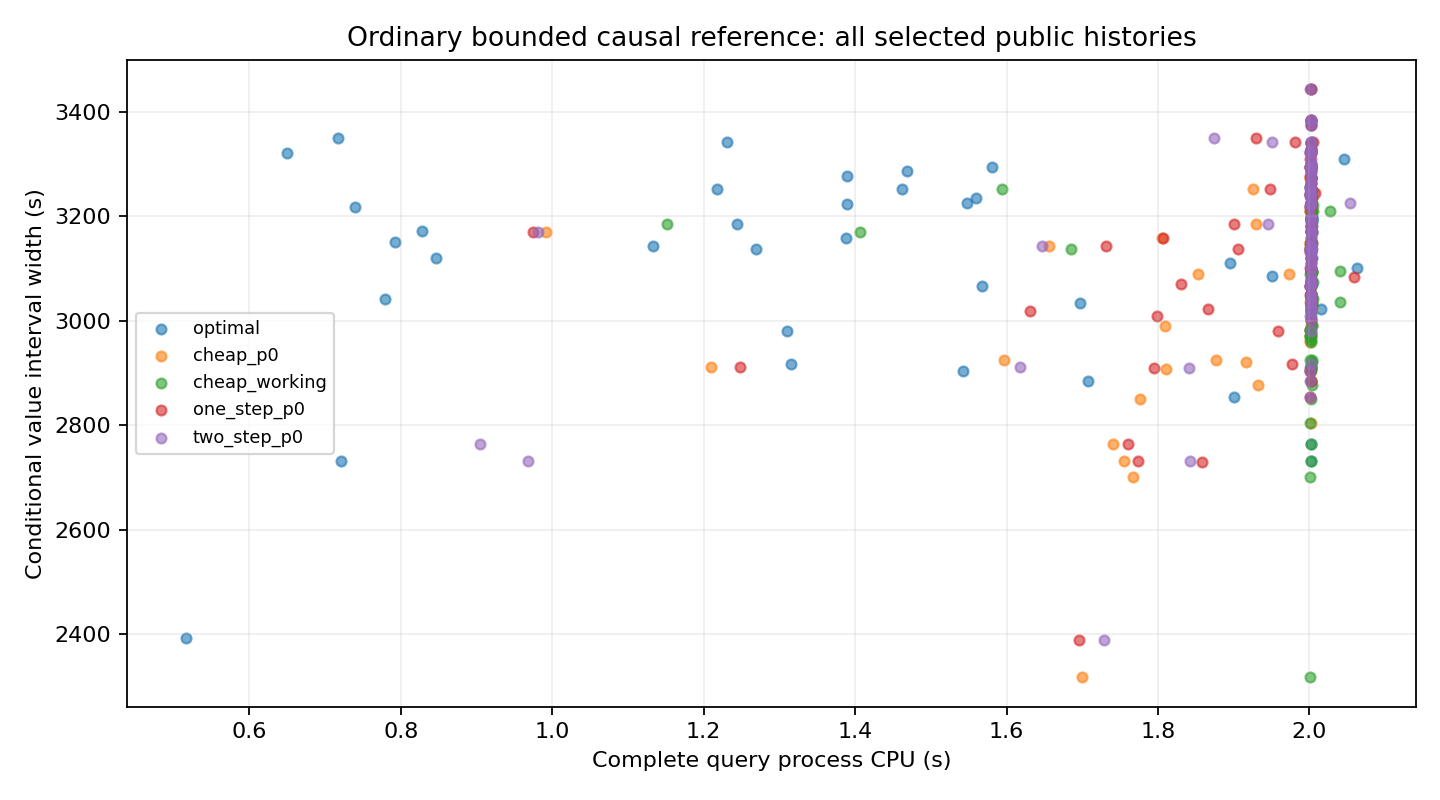 Ordinary bounded causal reference: all selected public histories
Conditional value interval width (s)
3400
3200
3000
2800
2600
2400
optimal
cheap_p0
cheap_working
one_step_p0
two_step_p0
0.6 0.8 1.0 1.2 1.4 1.6 1.8 2.0
Complete query process CPU (s)